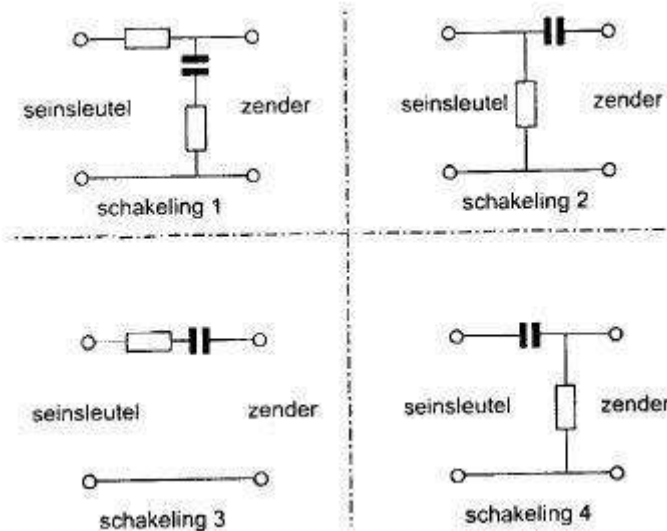 seinsleutel zender
schakeling 1
seinsleutel zender
schakeling 2
seinsleutel zender
schakeling 3
seinsleutel zender
schakeling 4